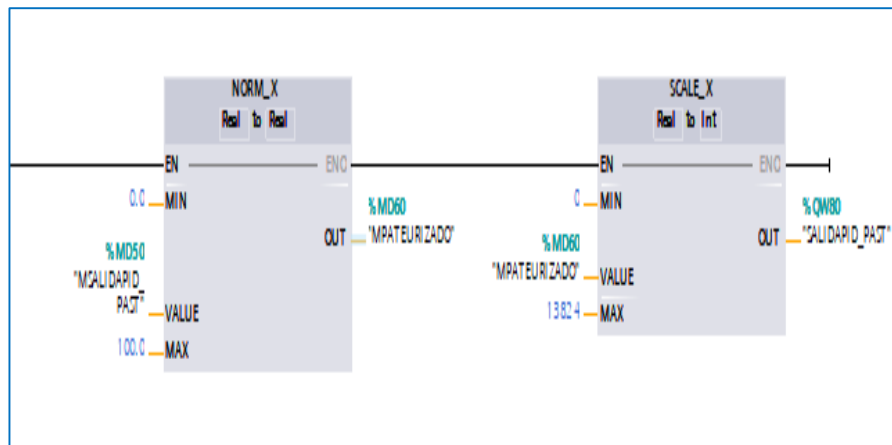 NORM_X
Real to Real
EN
ENO
0.0
MIN
%MD60
OUT
"MPATEURIZADO"
%MD50
"MSALIDAPID_
PAST"
VALUE
100.0
MAX
SCALE_X
Real to Int
EN
ENO
0
MIN
%QW80
OUT
"SALIDAPID_PAST"
%MD60
"MPATEURIZADO"
VALUE
13824
MAX